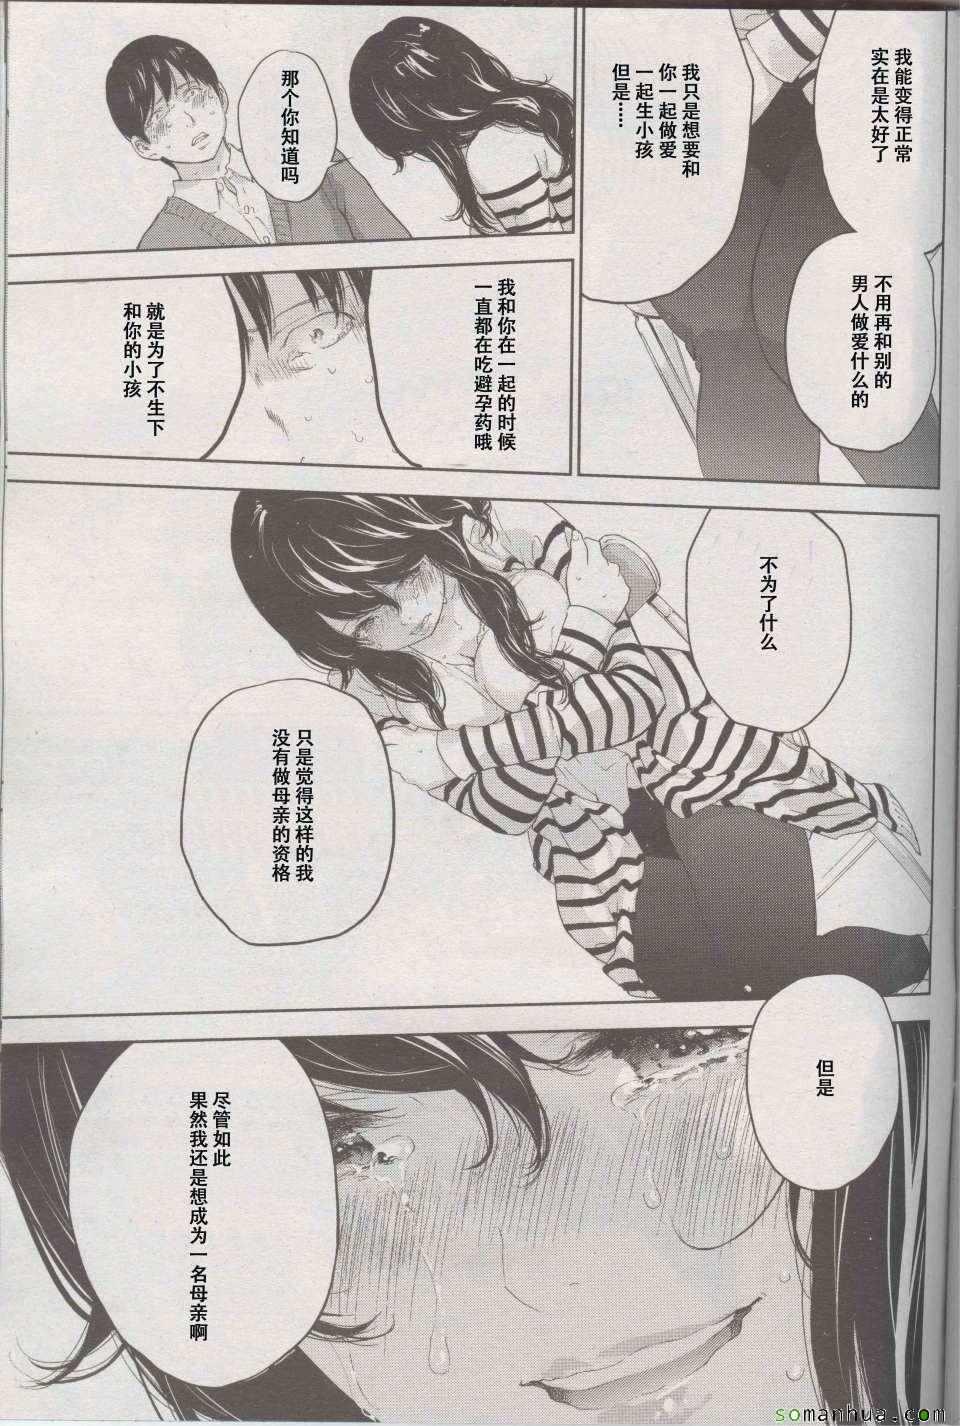 我能变得正常
实在是太好了
不用再和别的
男人做爱什么的
我只是想要和
你一起做爱
一起生小孩
但是……
那个你知道吗
我和你在一起的时候
一直都在吃避孕药哦
就是为了不生下
和你的小孩
不为了什么
只是觉得这样的我
没有做母亲的资格
但是
尽管如此
果然我还是想成为一名母亲啊
somanhua.com